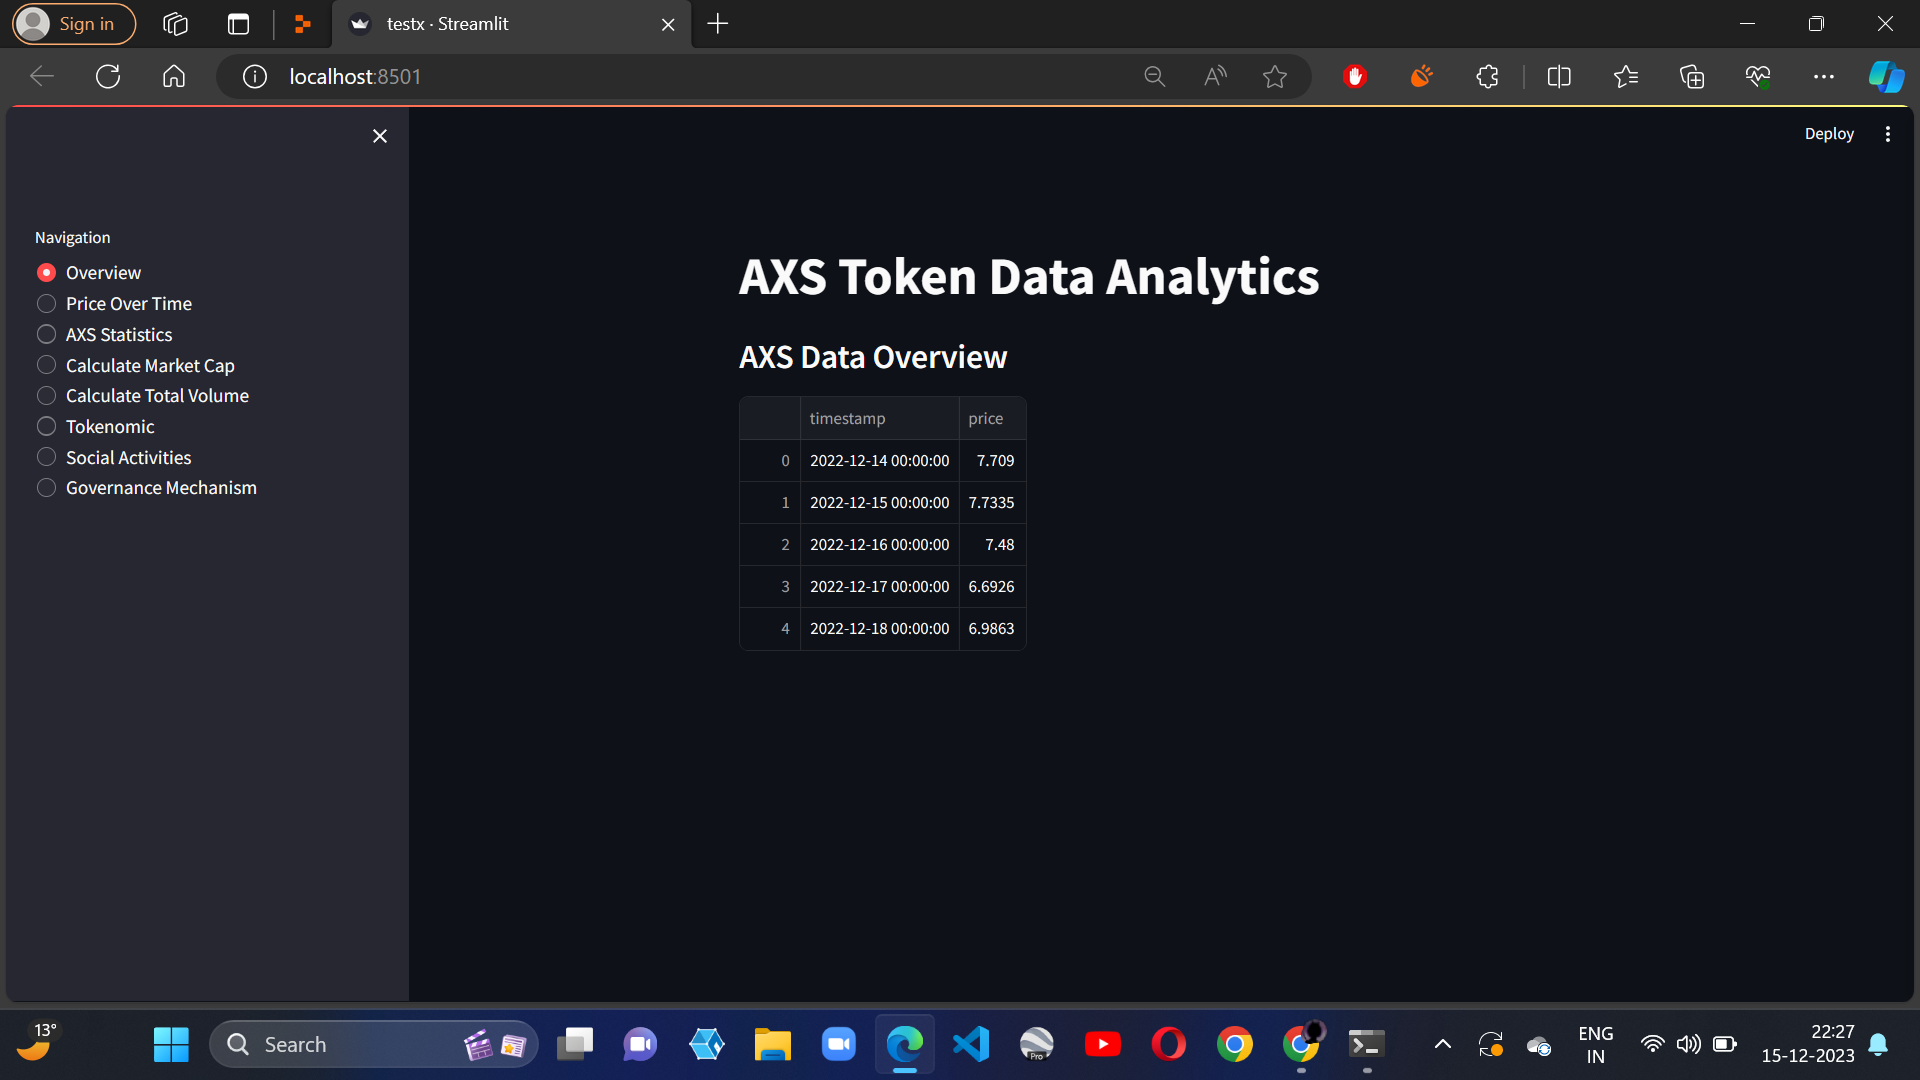 Sign in
testx · Streamlit
localhost:8501
Deploy
Navigation
Overview
Price Over Time
AXS Statistics
Calculate Market Cap
Calculate Total Volume
Tokenomic
Social Activities
Governance Mechanism
AXS Token Data Analytics
AXS Data Overview
timestamp price
0 2022-12-14 00:00:00 7.709
1 2022-12-15 00:00:00 7.7335
2 2022-12-16 00:00:00 7.48
3 2022-12-17 00:00:00 6.6926
4 2022-12-18 00:00:00 6.9863
13°
Search
Pro
ENG
IN
22:27
15-12-2023